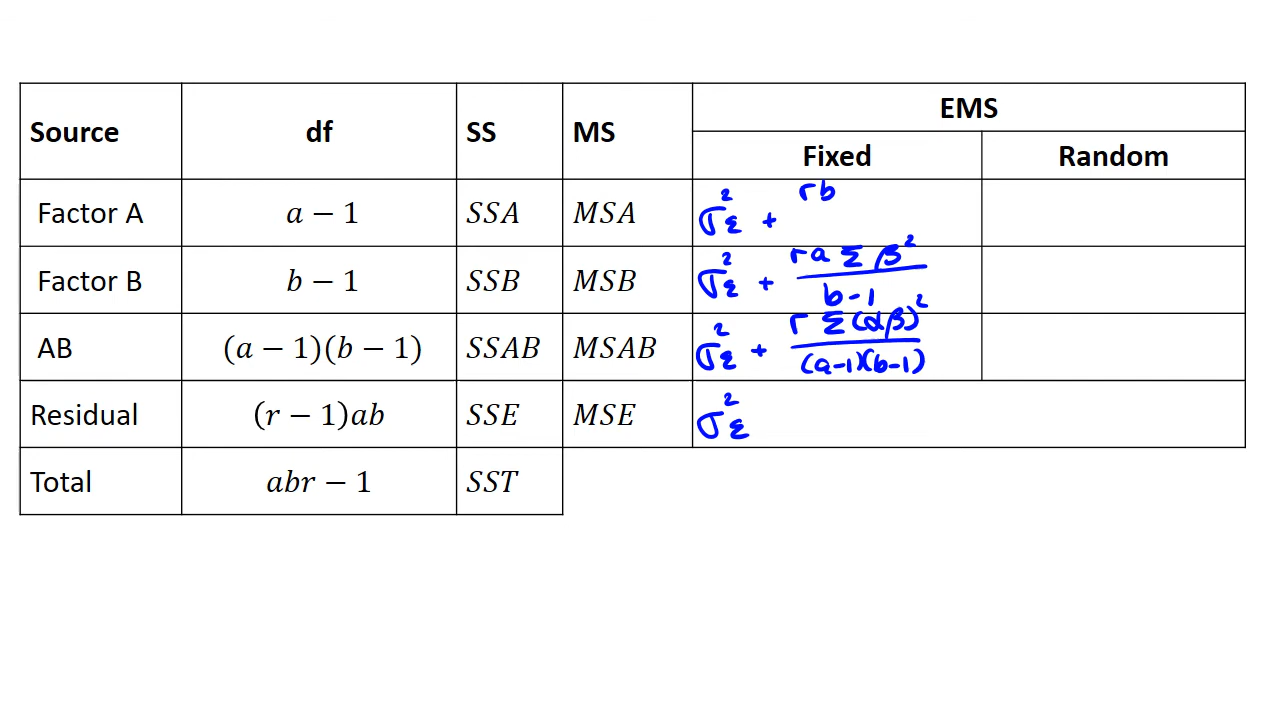 Source df SS MS EMS
Fixed Random
Factor A a − 1 SSA MSA σ²ε + rb
Factor B b − 1 SSB MSB σ²ε + ra Σ β² / b-1
AB (a − 1)(b − 1) SSAB MSAB σ²ε + r Σ (αβ)² / (a-1)(b-1)
Residual (r − 1)ab SSE MSE σ²ε
Total abr − 1 SST